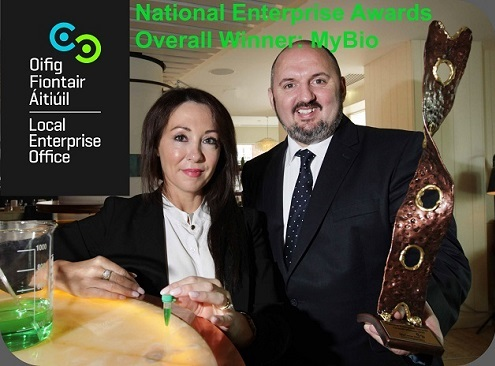 National Enterprise Awards
Overall Winner: MyBio
Oifig
Fiontair
Áitiúil
Local
Enterprise
Office
1000